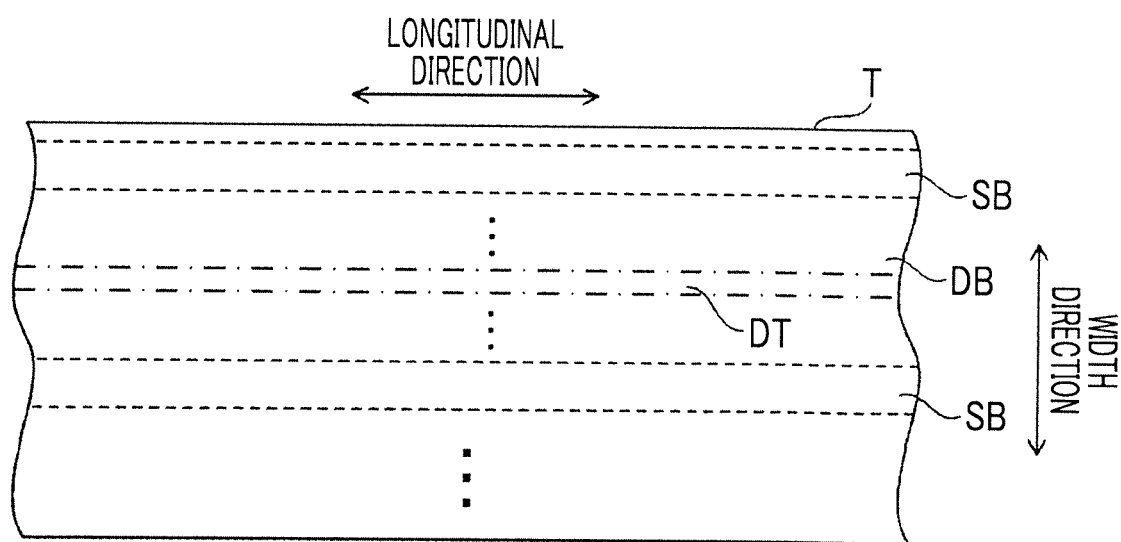 LONGITUDINAL
DIRECTION
T
SB
DB
DT
WIDTH
DIRECTION
SB